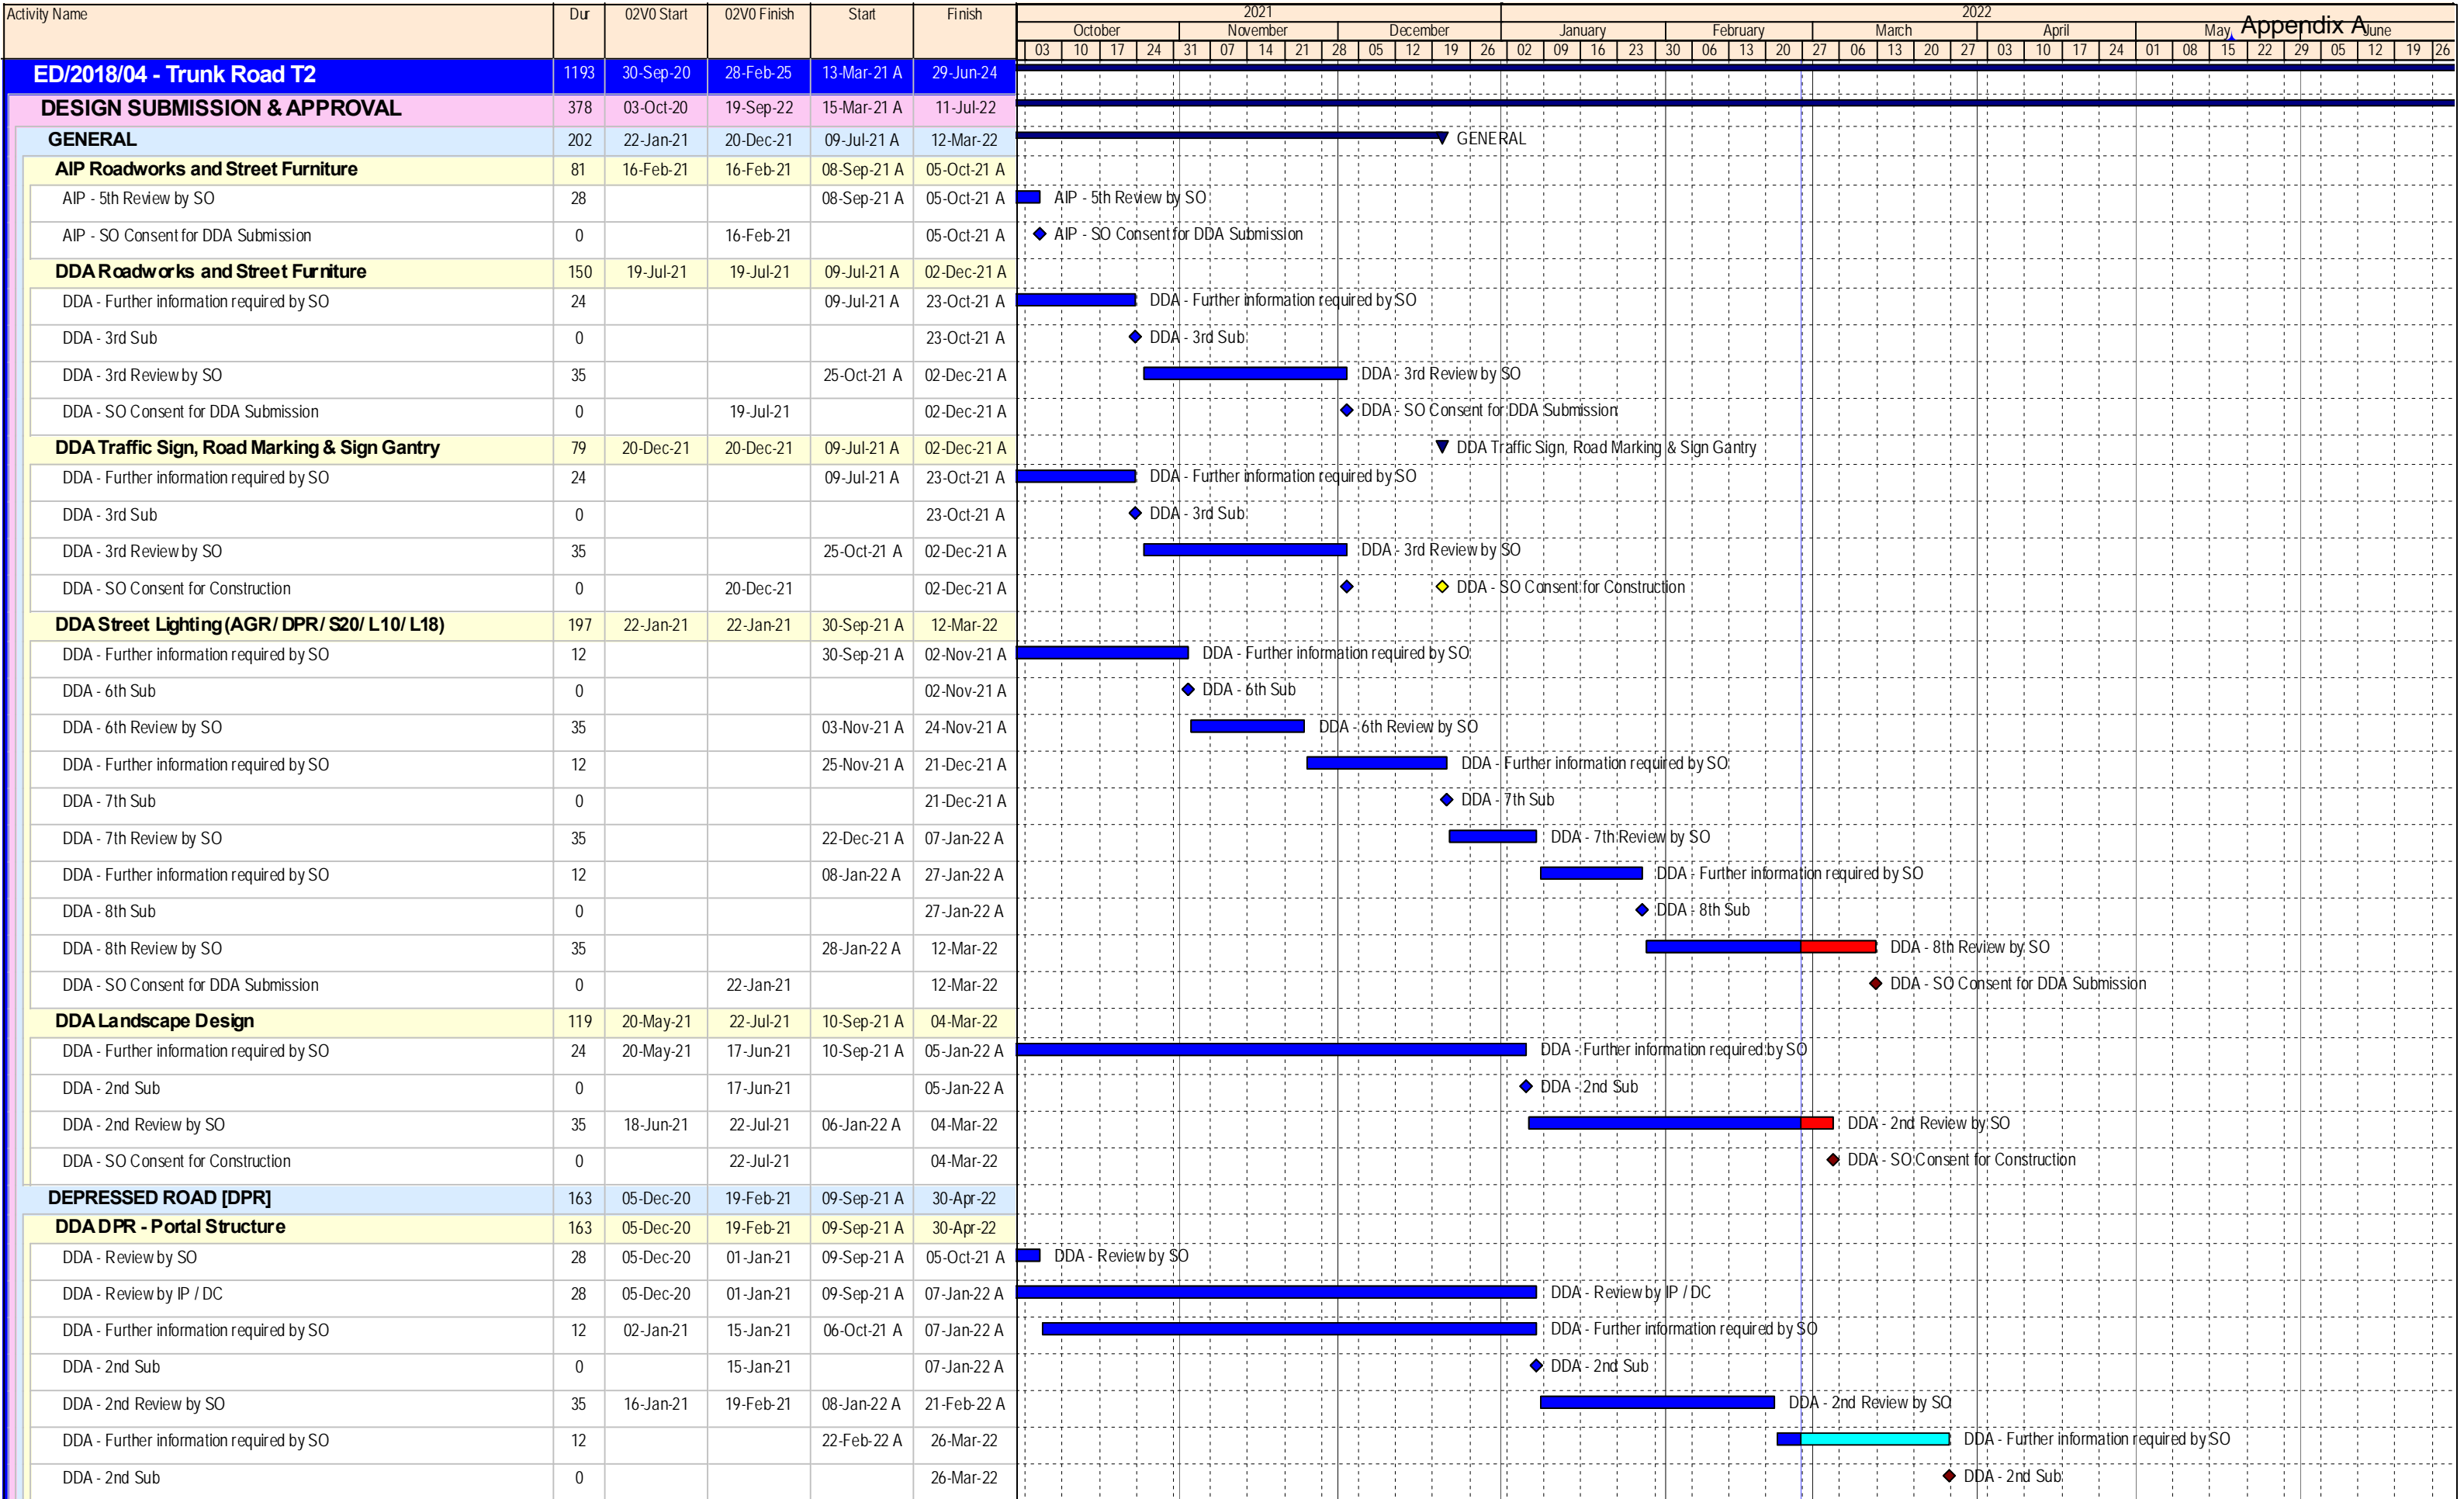 Activity Name Dur 02V0 Start 02V0 Finish Start Finish 2021 2022
October November December January February March April May June
Appendix A
03 10 17 24 31 07 14 21 28 05 12 19 26 02 09 16 23 30 06 13 20 27 06 13 20 27 03 10 17 24 01 08 15 22 29 05 12 19 26
ED/2018/04 - Trunk Road T2 1193 30-Sep-20 28-Feb-25 13-Mar-21 A 29-Jun-24
DESIGN SUBMISSION & APPROVAL 378 03-Oct-20 19-Sep-22 15-Mar-21 A 11-Jul-22
GENERAL 202 22-Jan-21 20-Dec-21 09-Jul-21 A 12-Mar-22 GENERAL
AIP Roadworks and Street Furniture 81 16-Feb-21 16-Feb-21 08-Sep-21 A 05-Oct-21 A
AIP - 5th Review by SO 28 08-Sep-21 A 05-Oct-21 A AIP - 5th Review by SO
AIP - SO Consent for DDA Submission 0 16-Feb-21 05-Oct-21 A AIP - SO Consent for DDA Submission
DDA Roadworks and Street Furniture 150 19-Jul-21 19-Jul-21 09-Jul-21 A 02-Dec-21 A
DDA - Further information required by SO 24 09-Jul-21 A 23-Oct-21 A DDA - Further information required by SO
DDA - 3rd Sub 0 23-Oct-21 A DDA - 3rd Sub
DDA - 3rd Review by SO 35 25-Oct-21 A 02-Dec-21 A DDA - 3rd Review by SO
DDA - SO Consent for DDA Submission 0 19-Jul-21 02-Dec-21 A DDA - SO Consent for DDA Submission
DDA Traffic Sign, Road Marking & Sign Gantry 79 20-Dec-21 20-Dec-21 09-Jul-21 A 02-Dec-21 A DDA Traffic Sign, Road Marking & Sign Gantry
DDA - Further information required by SO 24 09-Jul-21 A 23-Oct-21 A DDA - Further information required by SO
DDA - 3rd Sub 0 23-Oct-21 A DDA - 3rd Sub
DDA - 3rd Review by SO 35 25-Oct-21 A 02-Dec-21 A DDA - 3rd Review by SO
DDA - SO Consent for Construction 0 20-Dec-21 02-Dec-21 A DDA - SO Consent for Construction
DDA Street Lighting (AGR/ DPR/ S20/ L10/ L18) 197 22-Jan-21 22-Jan-21 30-Sep-21 A 12-Mar-22
DDA - Further information required by SO 12 30-Sep-21 A 02-Nov-21 A DDA - Further information required by SO
DDA - 6th Sub 0 02-Nov-21 A DDA - 6th Sub
DDA - 6th Review by SO 35 03-Nov-21 A 24-Nov-21 A DDA - 6th Review by SO
DDA - Further information required by SO 12 25-Nov-21 A 21-Dec-21 A DDA - Further information required by SO
DDA - 7th Sub 0 21-Dec-21 A DDA - 7th Sub
DDA - 7th Review by SO 35 22-Dec-21 A 07-Jan-22 A DDA - 7th Review by SO
DDA - Further information required by SO 12 08-Jan-22 A 27-Jan-22 A DDA - Further information required by SO
DDA - 8th Sub 0 27-Jan-22 A DDA - 8th Sub
DDA - 8th Review by SO 35 28-Jan-22 A 12-Mar-22 DDA - 8th Review by SO
DDA - SO Consent for DDA Submission 0 22-Jan-21 12-Mar-22 DDA - SO Consent for DDA Submission
DDA Landscape Design 119 20-May-21 22-Jul-21 10-Sep-21 A 04-Mar-22
DDA - Further information required by SO 24 20-May-21 17-Jun-21 10-Sep-21 A 05-Jan-22 A DDA - Further information required by SO
DDA - 2nd Sub 0 17-Jun-21 05-Jan-22 A DDA - 2nd Sub
DDA - 2nd Review by SO 35 18-Jun-21 22-Jul-21 06-Jan-22 A 04-Mar-22 DDA - 2nd Review by SO
DDA - SO Consent for Construction 0 22-Jul-21 04-Mar-22 DDA - SO Consent for Construction
DEPRESSED ROAD [DPR] 163 05-Dec-20 19-Feb-21 09-Sep-21 A 30-Apr-22
DDA DPR - Portal Structure 163 05-Dec-20 19-Feb-21 09-Sep-21 A 30-Apr-22
DDA - Review by SO 28 05-Dec-20 01-Jan-21 09-Sep-21 A 05-Oct-21 A DDA - Review by SO
DDA - Review by IP / DC 28 05-Dec-20 01-Jan-21 09-Sep-21 A 07-Jan-22 A DDA - Review by IP / DC
DDA - Further information required by SO 12 02-Jan-21 15-Jan-21 06-Oct-21 A 07-Jan-22 A DDA - Further information required by SO
DDA - 2nd Sub 0 15-Jan-21 07-Jan-22 A DDA - 2nd Sub
DDA - 2nd Review by SO 35 16-Jan-21 19-Feb-21 08-Jan-22 A 21-Feb-22 A DDA - 2nd Review by SO
DDA - Further information required by SO 12 22-Feb-22 A 26-Mar-22 DDA - Further information required by SO
DDA - 2nd Sub 0 26-Mar-22 DDA - 2nd Sub